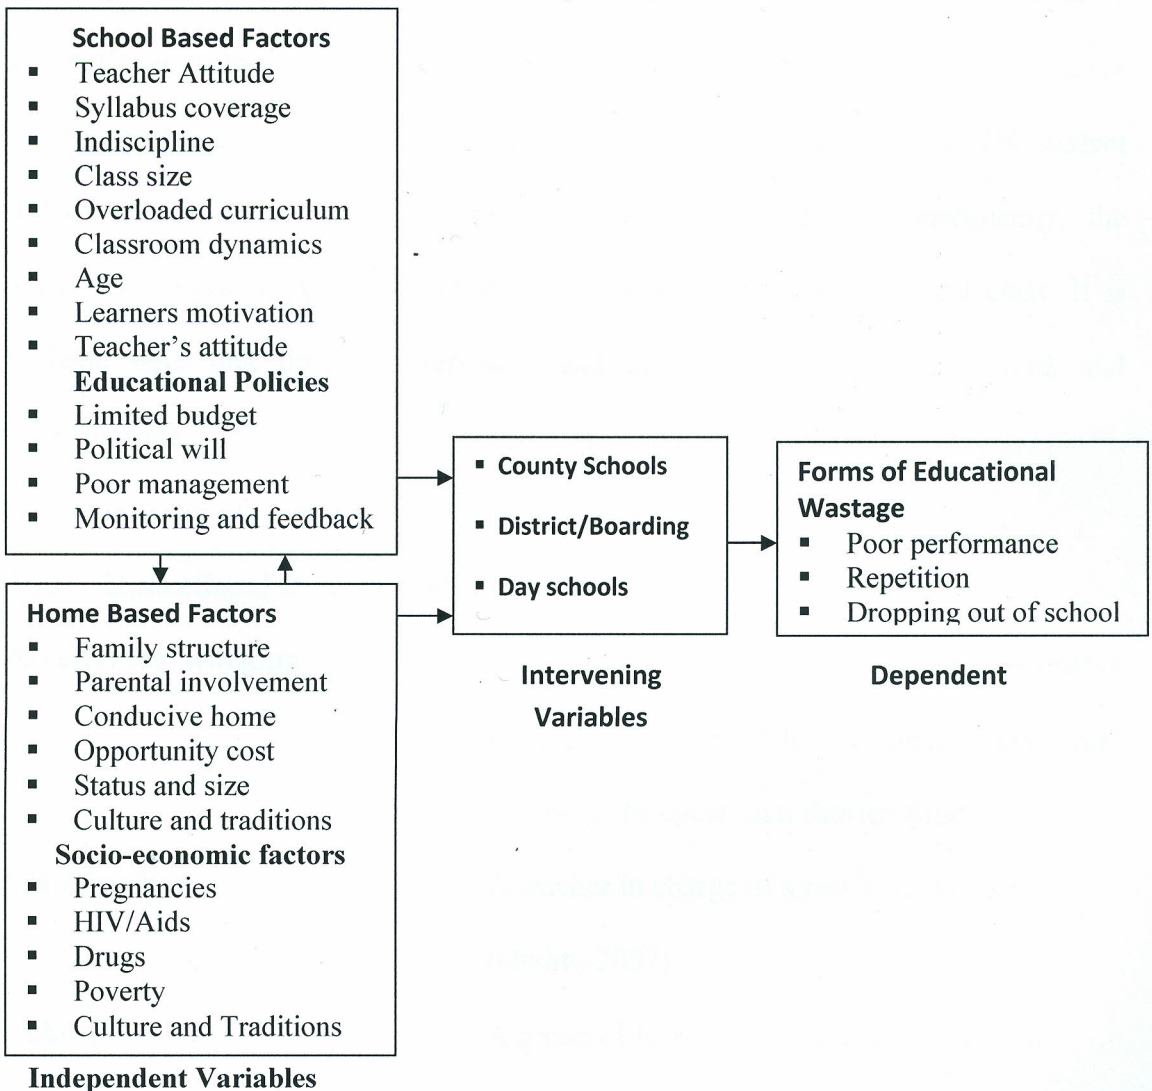 School Based Factors
▪ Teacher Attitude
▪ Syllabus coverage
▪ Indiscipline
▪ Class size
▪ Overloaded curriculum
▪ Classroom dynamics
▪ Age
▪ Learners motivation
▪ Teacher’s attitude
Educational Policies
▪ Limited budget
▪ Political will
▪ Poor management
▪ Monitoring and feedback
Home Based Factors
▪ Family structure
▪ Parental involvement
▪ Conducive home
▪ Opportunity cost
▪ Status and size
▪ Culture and traditions
Socio-economic factors
▪ Pregnancies
▪ HIV/Aids
▪ Drugs
▪ Poverty
▪ Culture and Traditions
Independent Variables
▪ County Schools
▪ District/Boarding
▪ Day schools
Intervening
Variables
Forms of Educational
Wastage
▪ Poor performance
▪ Repetition
▪ Dropping out of school
Dependent